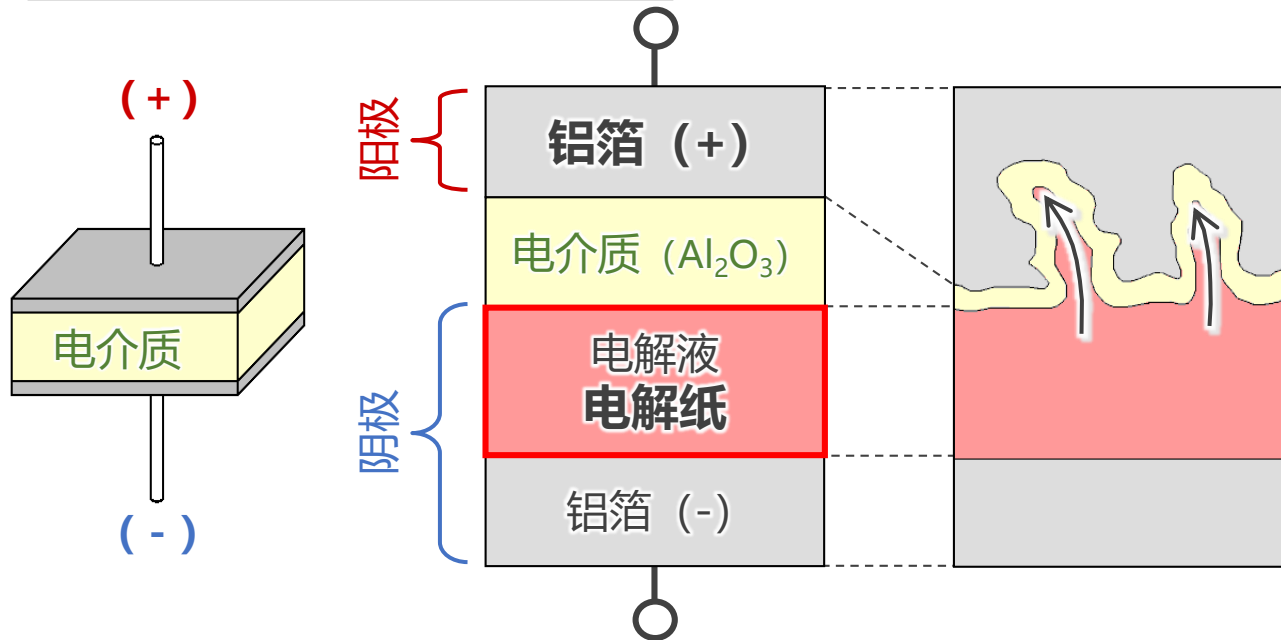 (+)
电介质
(-)
阳极
铝箔（+）
电介质（Al₂O₃）
阴极
电解液
电解纸
铝箔（-）